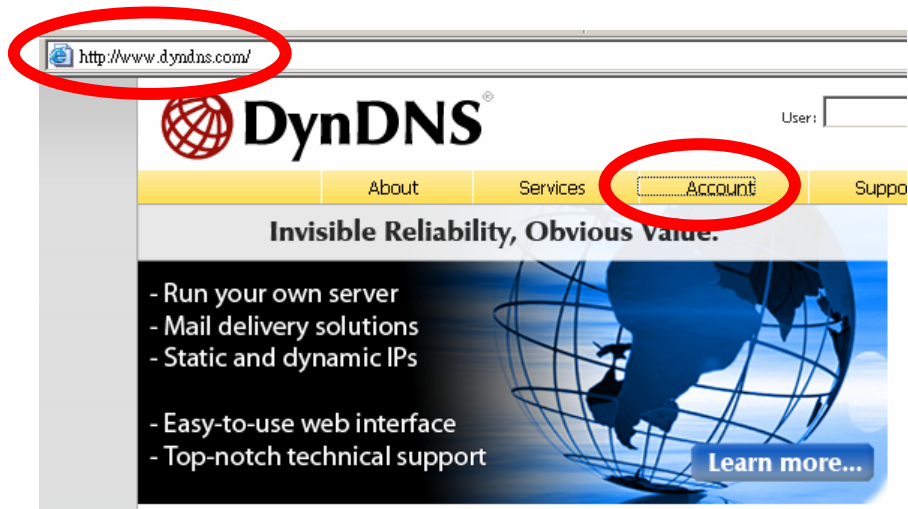 http://www.dyndns.com/
DynDNS®
User:
About Services Account Suppo
Invisible Reliability, Obvious Value.
- Run your own server
- Mail delivery solutions
- Static and dynamic IPs
- Easy-to-use web interface
- Top-notch technical support
Learn more...